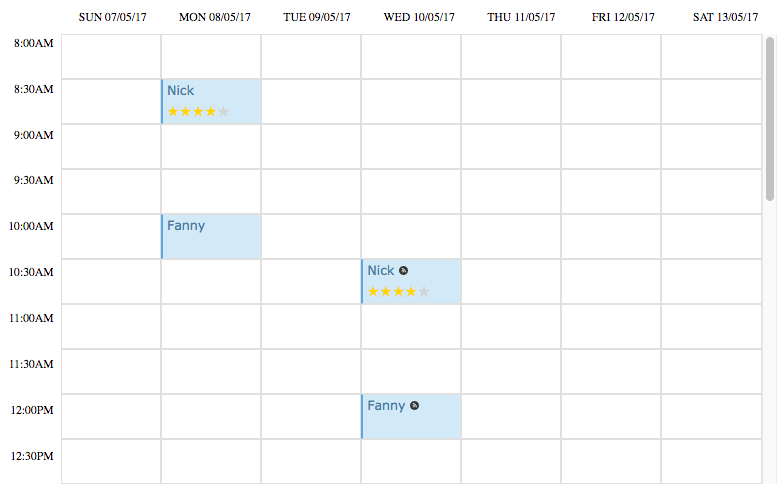 SUN 07/05/17 MON 08/05/17 TUE 09/05/17 WED 10/05/17 THU 11/05/17 FRI 12/05/17 SAT 13/05/17
8:00AM
8:30AM Nick
9:00AM
9:30AM
10:00AM Fanny
10:30AM Nick
11:00AM
11:30AM
12:00PM Fanny
12:30PM